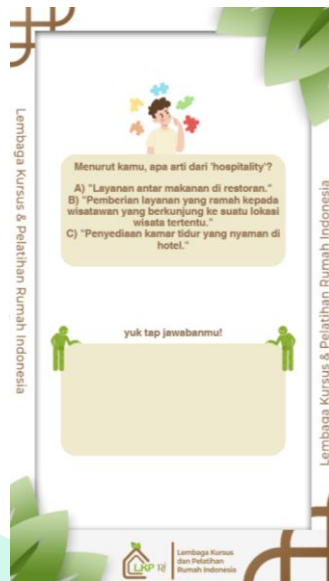 Lembaga Kursus & Pelatihan Rumah Indonesia
Menurut kamu, apa arti dari 'hospitality'?
A) "Layanan antar makanan di restoran."
B) "Pemberian layanan yang ramah kepada
wisatawan yang berkunjung ke suatu lokasi
wisata tertentu."
C) "Penyediaan kamar tidur yang nyaman di
hotel."
Lembaga Kursus & Pelatihan Rumah Indonesia
yuk tap jawabanmu!
LKP RI
Lembaga Kursus
dan Pelatihan
Rumah Indonesia